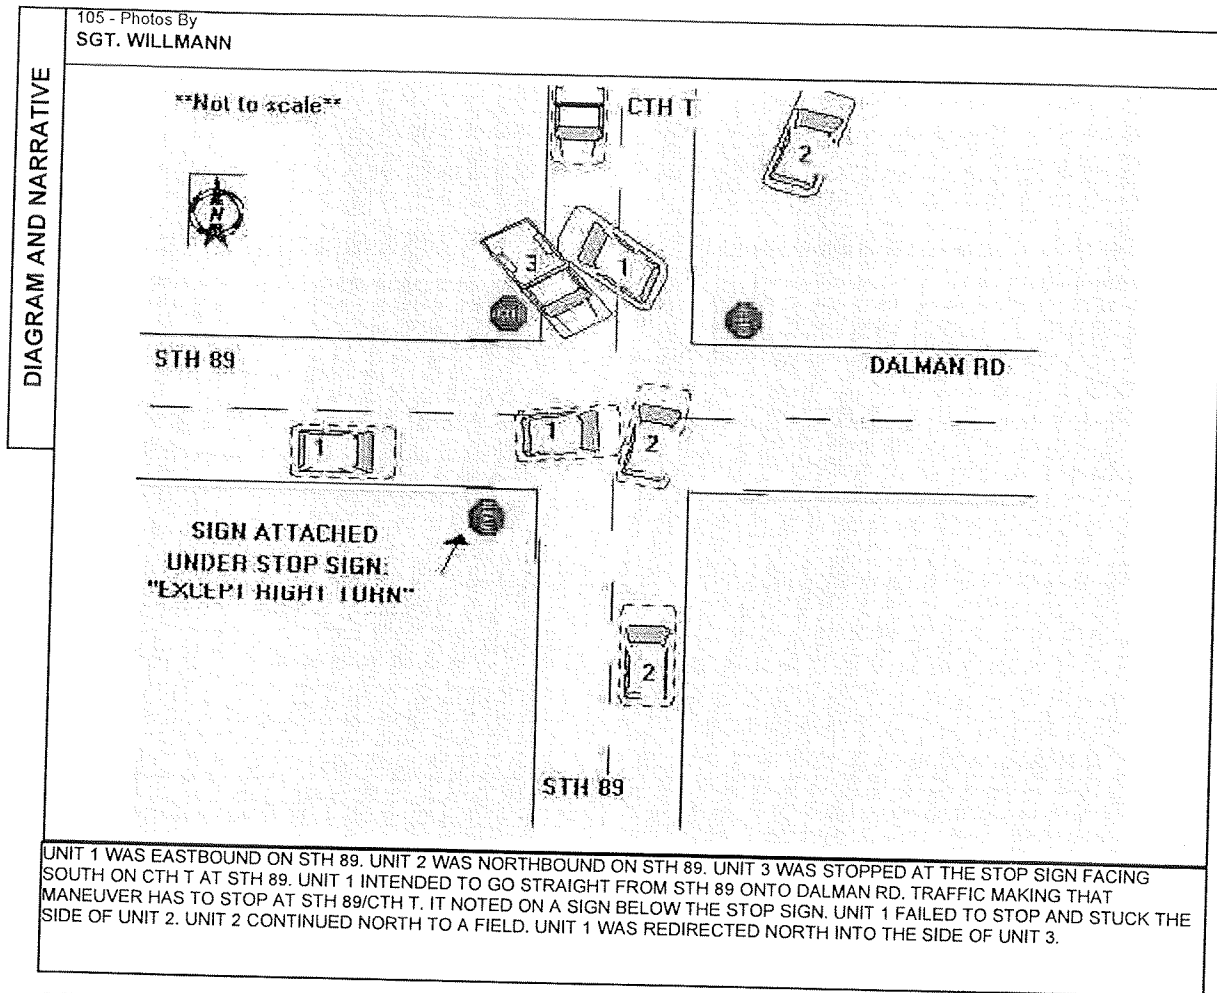 105 - Photos By
SGT. WILLMANN
DIAGRAM AND NARRATIVE
**Not to scale**
CTH T
2
N
3
1
STH 89
DALMAN RD
1
1
2
SIGN ATTACHED
UNDER STOP SIGN:
"EXCEPT RIGHT TURN"
2
STH 89
UNIT 1 WAS EASTBOUND ON STH 89. UNIT 2 WAS NORTHBOUND ON STH 89. UNIT 3 WAS STOPPED AT THE STOP SIGN FACING
SOUTH ON CTH T AT STH 89. UNIT 1 INTENDED TO GO STRAIGHT FROM STH 89 ONTO DALMAN RD. TRAFFIC MAKING THAT
MANEUVER HAS TO STOP AT STH 89/CTH T. IT NOTED ON A SIGN BELOW THE STOP SIGN. UNIT 1 FAILED TO STOP AND STUCK THE
SIDE OF UNIT 2. UNIT 2 CONTINUED NORTH TO A FIELD. UNIT 1 WAS REDIRECTED NORTH INTO THE SIDE OF UNIT 3.